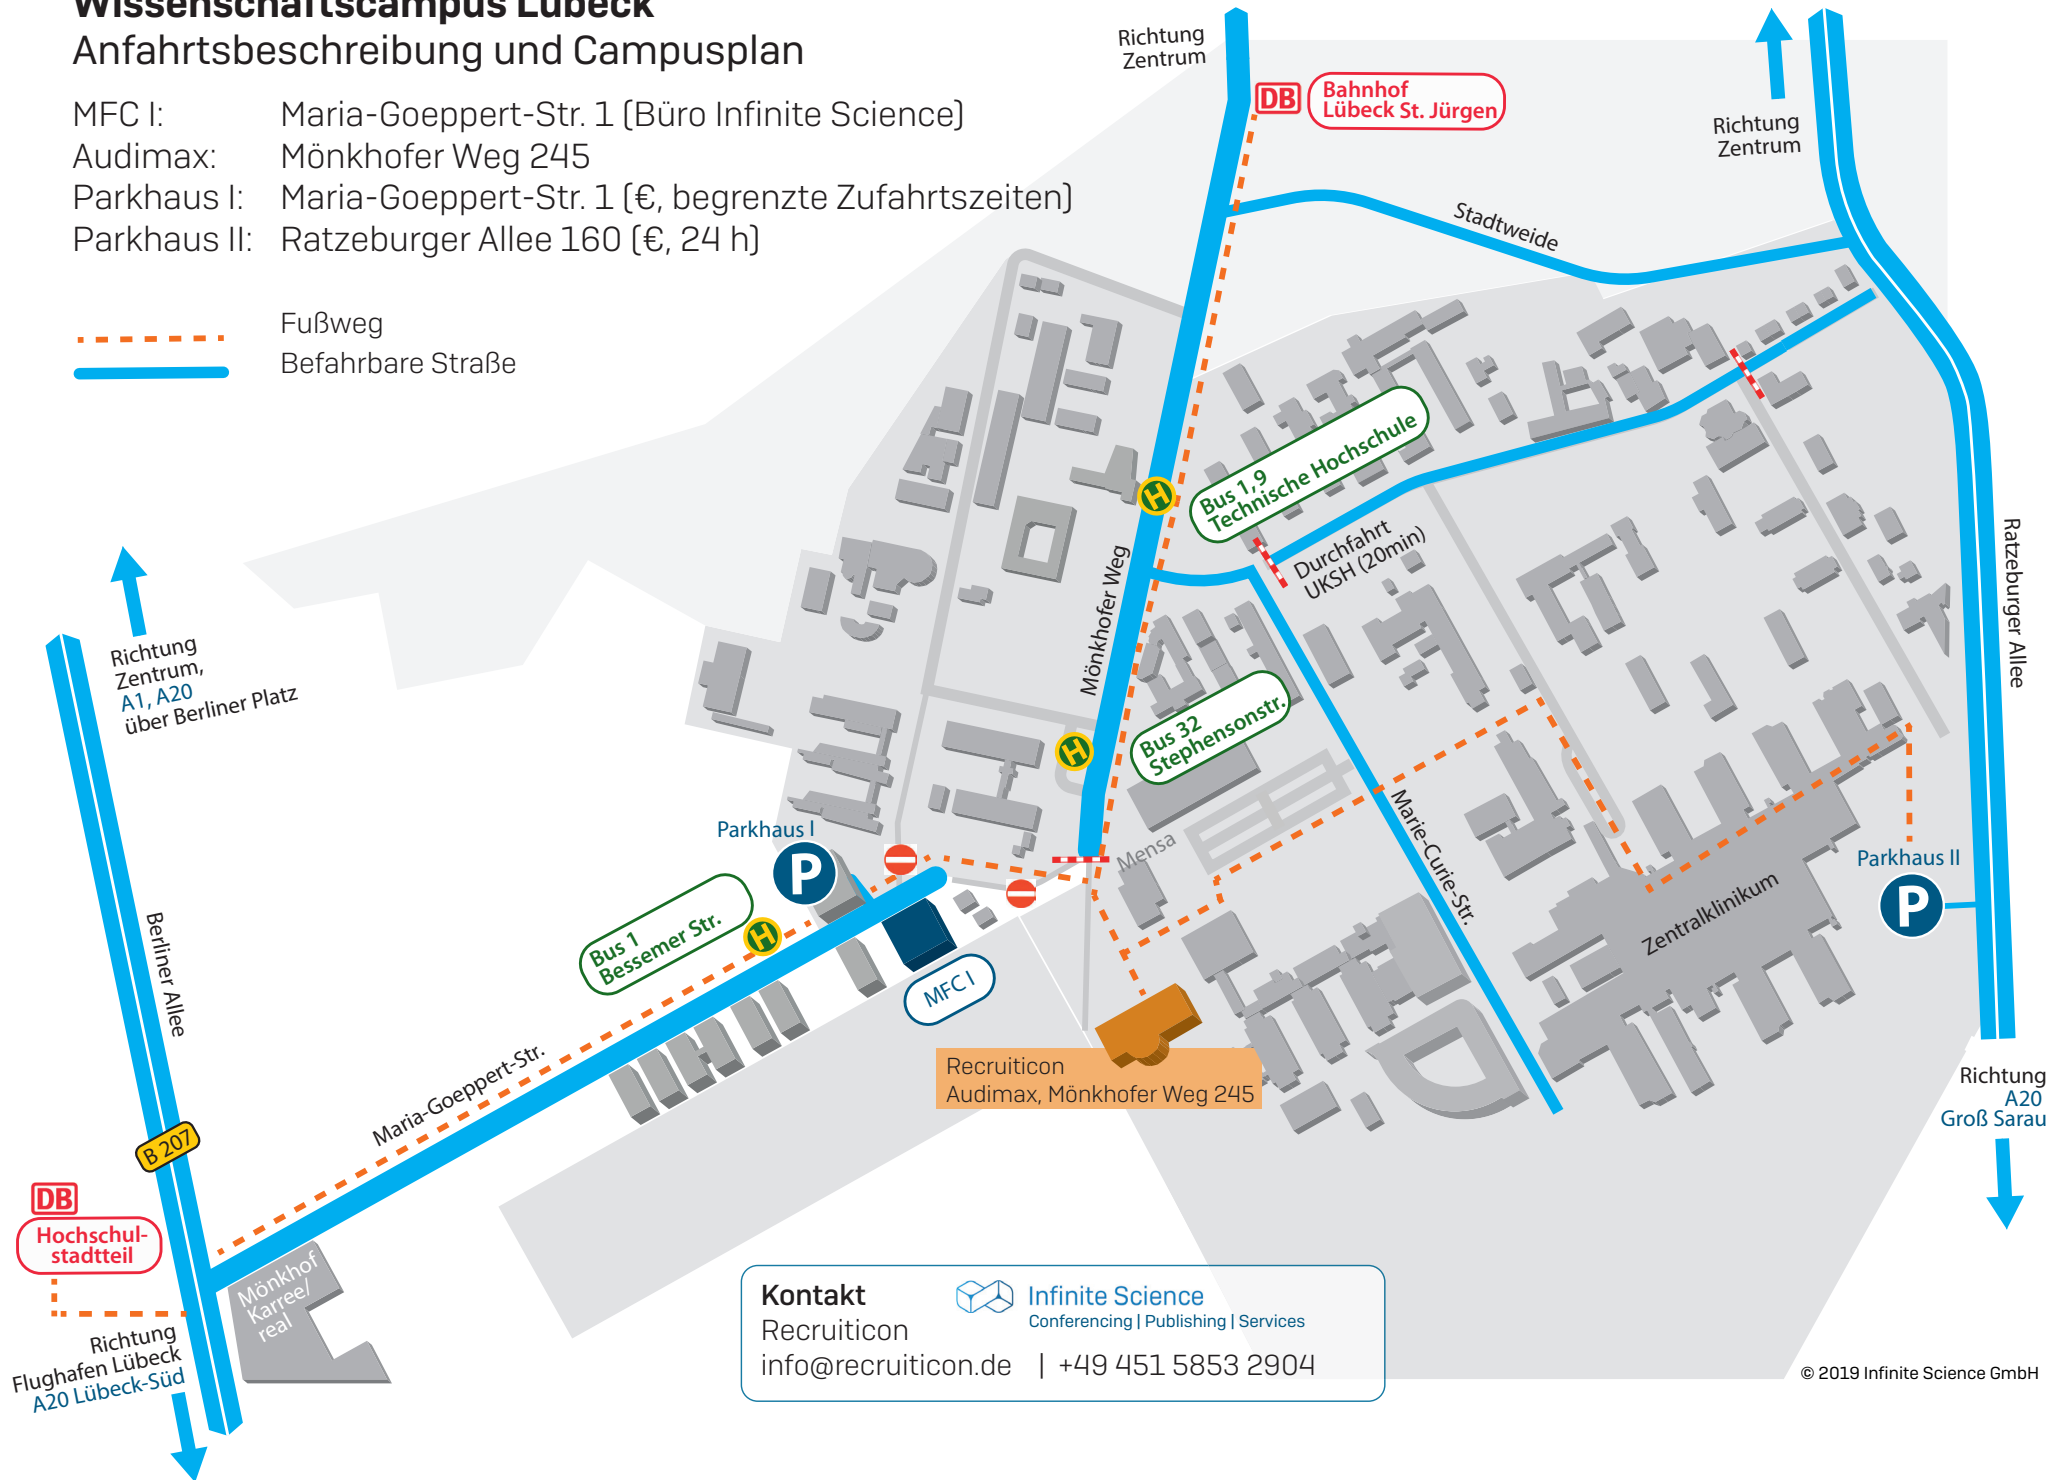 Wissenschaftscampus Lübeck
Anfahrtsbeschreibung und Campusplan
MFC I: Maria-Goeppert-Str. 1 (Büro Infinite Science)
Audimax: Mönkhofer Weg 245
Parkhaus I: Maria-Goeppert-Str. 1 (€, begrenzte Zufahrtszeiten)
Parkhaus II: Ratzeburger Allee 160 (€, 24 h)
Fußweg
Befahrbare Straße
Richtung
Zentrum
DB
Bahnhof
Lübeck St. Jürgen
Richtung
Zentrum
Stadtweide
Bus 1,9
Technische Hochschule
H
Durchfahrt
UKSH (20min)
Mönkhofer Weg
Ratzeburger Allee
Richtung
Zentrum,
A1, A20
über Berliner Platz
Bus 32
Stephensonstr.
H
Mensa
Marie-Curie-Str.
Parkhaus I
P
Parkhaus II
P
Zentralklinikum
Bus 1
Bessemer Str.
H
MFC I
Berliner Allee
Maria-Goeppert-Str.
Recruiticon
Audimax, Mönkhofer Weg 245
B 207
DB
Hochschul-
stadtteil
Mönkhof
Karree/
real
Richtung
Flughafen Lübeck
A20 Lübeck-Süd
Richtung
A20
Groß Sarau
Kontakt
Recruiticon
info@recruiticon.de | +49 451 5853 2904
Infinite Science
Conferencing | Publishing | Services
© 2019 Infinite Science GmbH